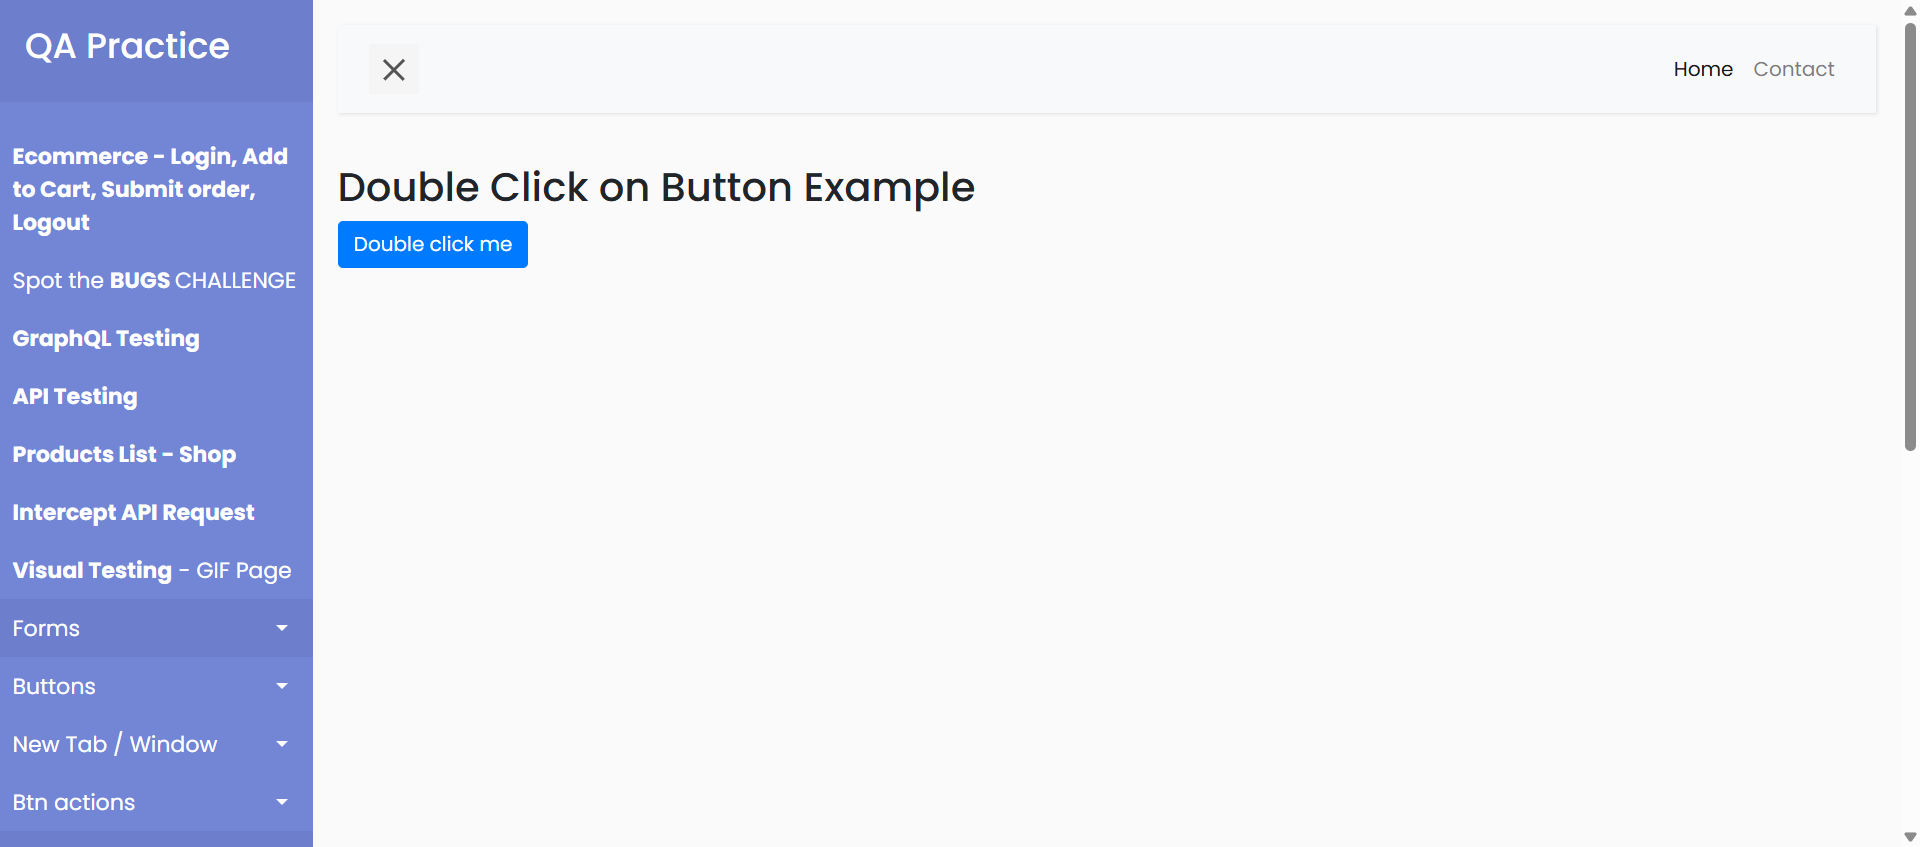 QA Practice
Ecommerce - Login, Add
to Cart, Submit order,
Logout
Spot the BUGS CHALLENGE
GraphQL Testing
API Testing
Products List - Shop
Intercept API Request
Visual Testing - GIF Page
Forms
Buttons
New Tab / Window
Btn actions
Home
Contact
Double Click on Button Example
Double click me